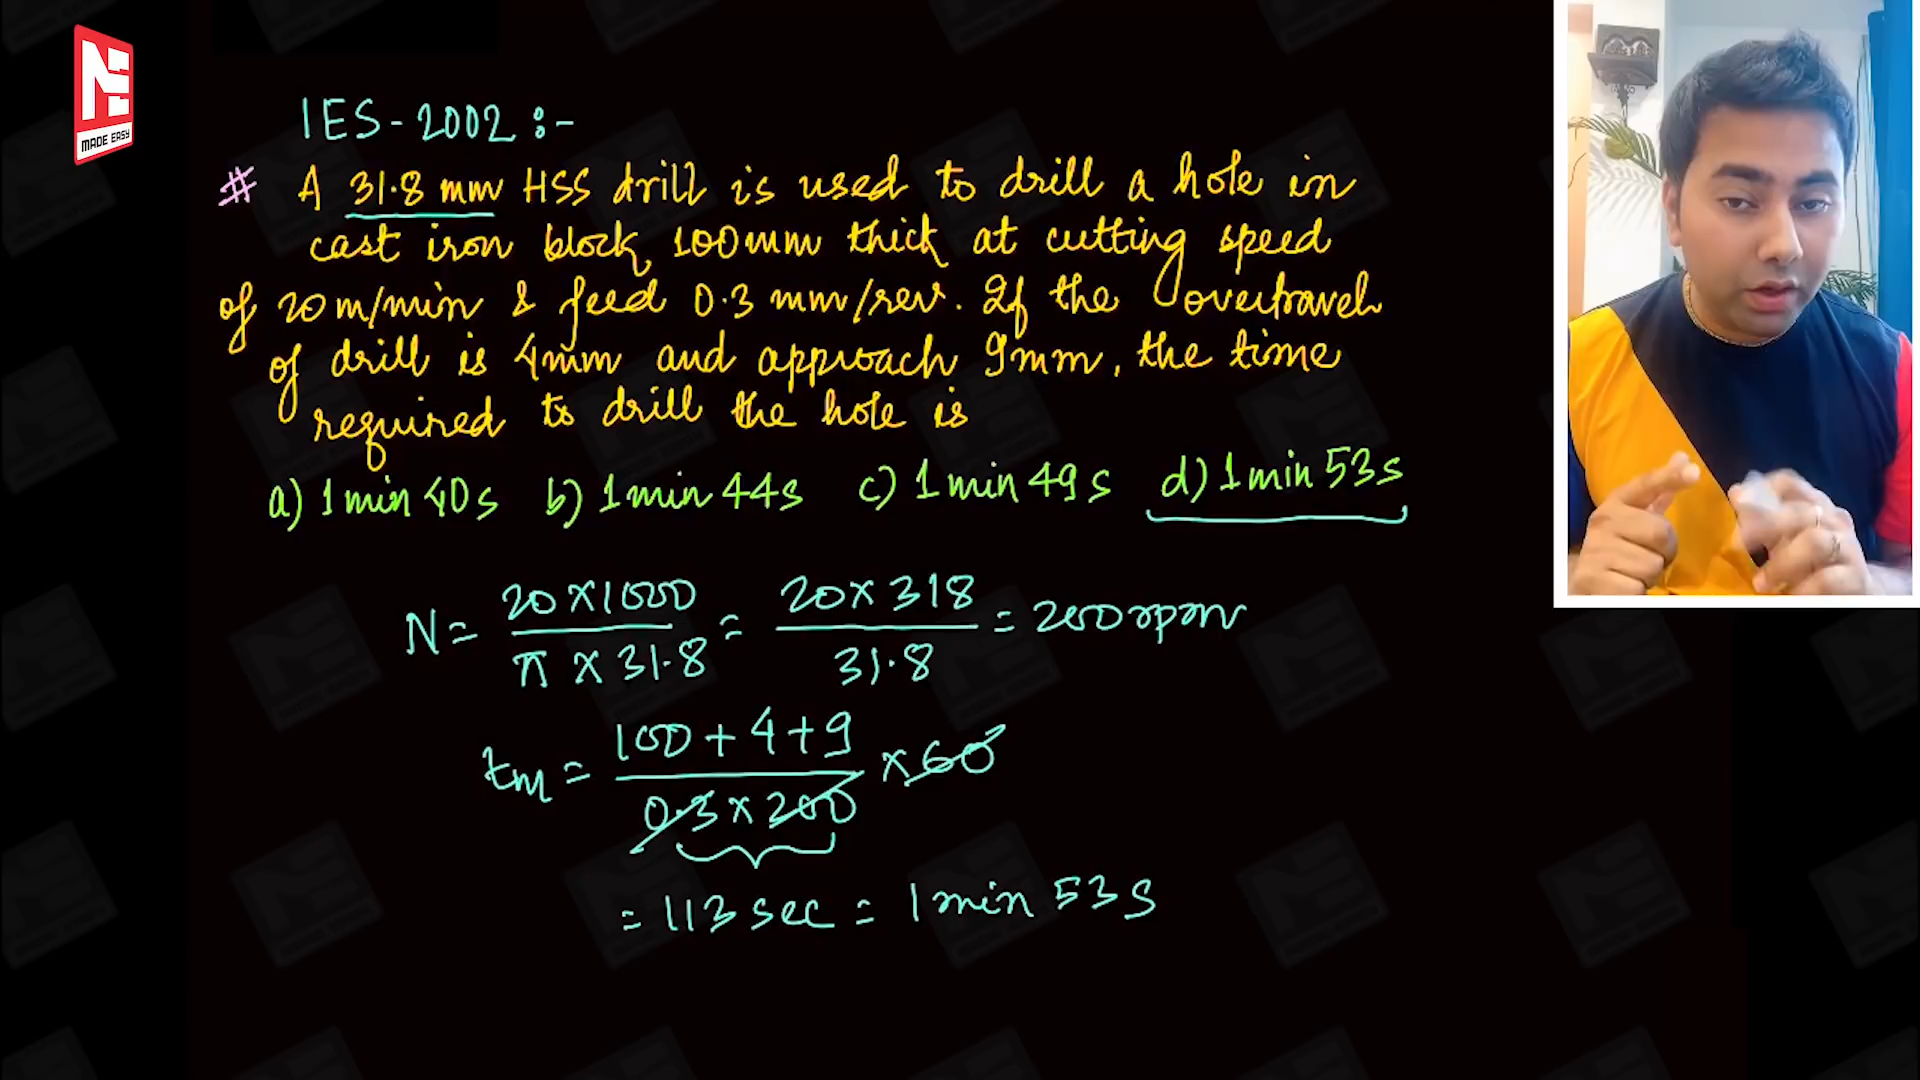 MADE EASY
IES-2002 :-
# A 31.8 mm HSS drill is used to drill a hole in
cast iron block 100mm thick at cutting speed
of 20 m/min & feed 0.3 mm/rev. If the overtravel
of drill is 4mm and approach 9mm, the time
required to drill the hole is
a) 1 min 40s b) 1 min 44s c) 1 min 49s d) 1 min 53s
N = 20×1000 / π × 31.8 = 20×318 / 31.8 = 200 rpm
tm = 100+4+9 / 0.3×200 ×60
= 113 sec = 1 min 53s